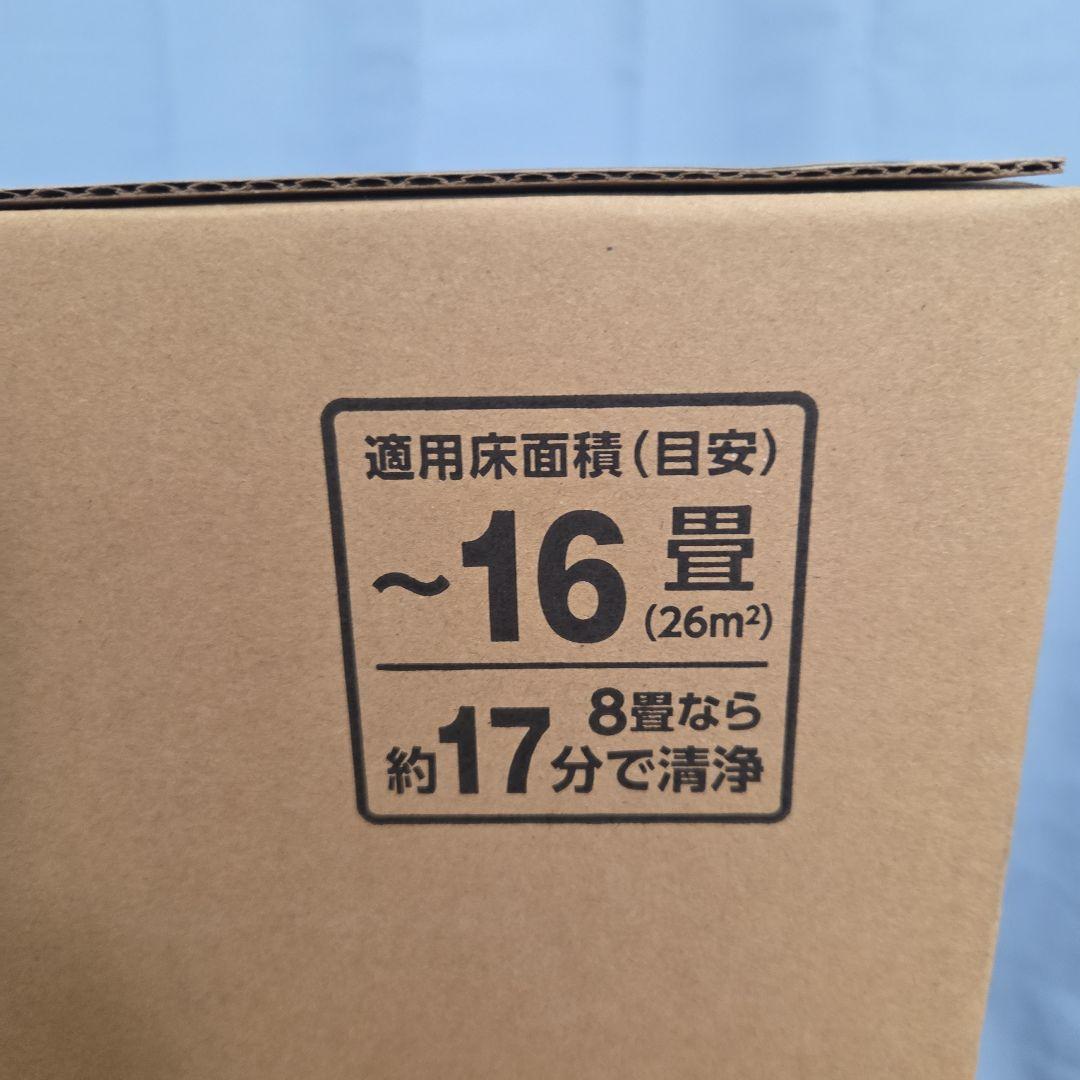 適用床面積(目安)
~16畳
(26m²)
8畳なら
約17分で清浄